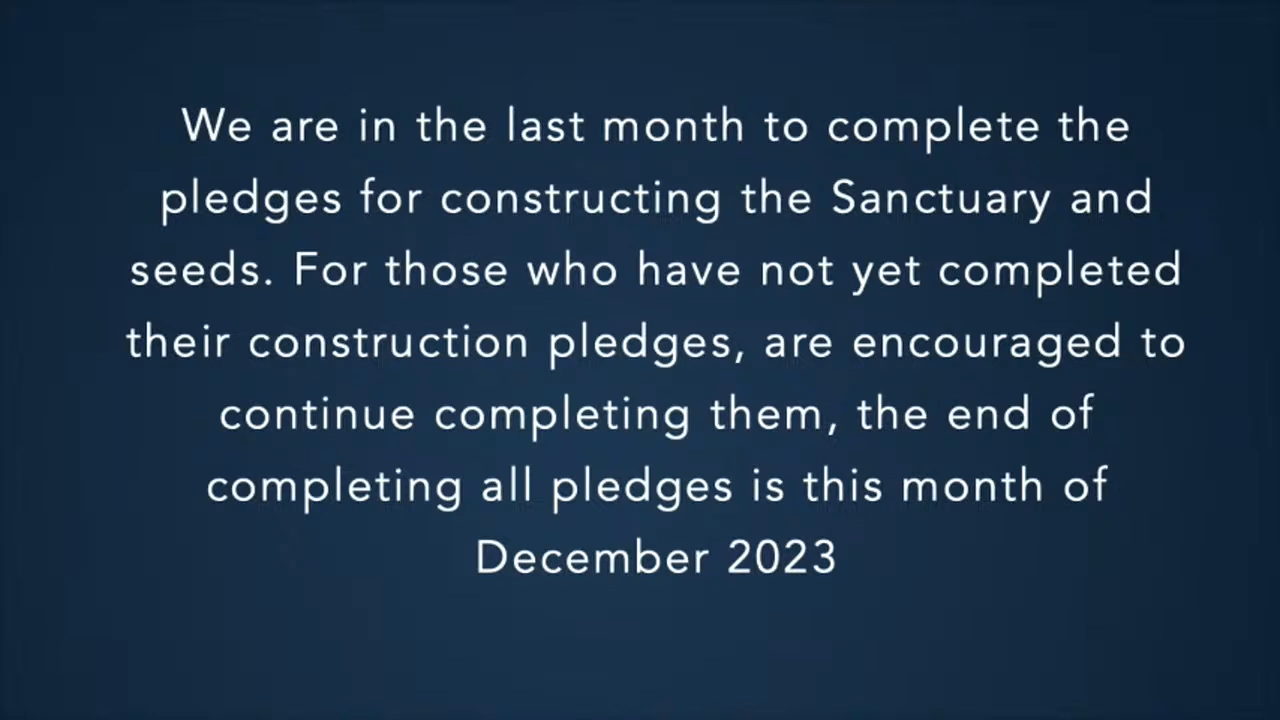 We are in the last month to complete the
pledges for constructing the Sanctuary and
seeds. For those who have not yet completed
their construction pledges, are encouraged to
continue completing them, the end of
completing all pledges is this month of
December 2023